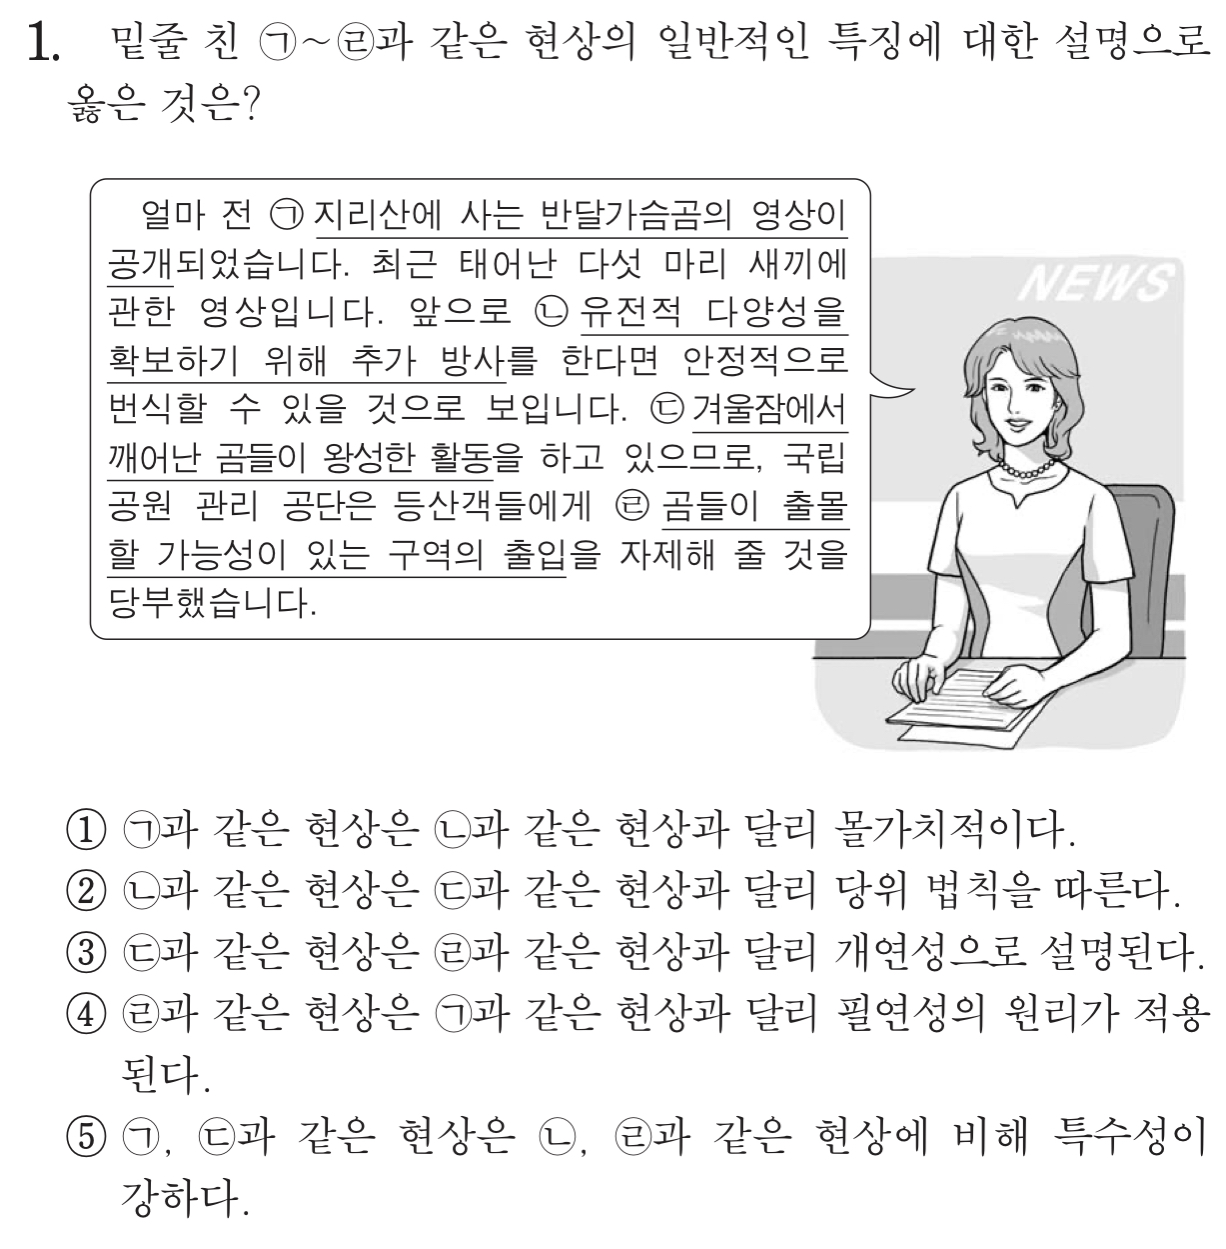 1. 밑줄 친 ㉠~㉣과 같은 현상의 일반적인 특징에 대한 설명으로
옳은 것은?
얼마 전 ㉠ 지리산에 사는 반달가슴곰의 영상이
공개되었습니다. 최근 태어난 다섯 마리 새끼에
관한 영상입니다. 앞으로 ㉡ 유전적 다양성을
확보하기 위해 추가 방사를 한다면 안정적으로
번식할 수 있을 것으로 보입니다. ㉢ 겨울잠에서
깨어난 곰들이 왕성한 활동을 하고 있으므로, 국립
공원 관리 공단은 등산객들에게 ㉣ 곰들이 출몰
할 가능성이 있는 구역의 출입을 자제해 줄 것을
당부했습니다.
NEWS
① ㉠과 같은 현상은 ㉡과 같은 현상과 달리 몰가치적이다.
② ㉡과 같은 현상은 ㉢과 같은 현상과 달리 당위 법칙을 따른다.
③ ㉢과 같은 현상은 ㉣과 같은 현상과 달리 개연성으로 설명된다.
④ ㉣과 같은 현상은 ㉠과 같은 현상과 달리 필연성의 원리가 적용
된다.
⑤ ㉠, ㉢과 같은 현상은 ㉡, ㉣과 같은 현상에 비해 특수성이
강하다.